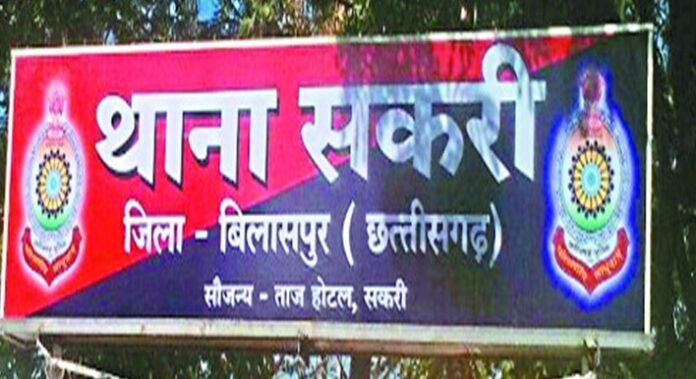 थाना सकरी
जिला - बिलासपुर ( छत्तीसगढ़)
सौजन्य - ताज होटल, सकरी